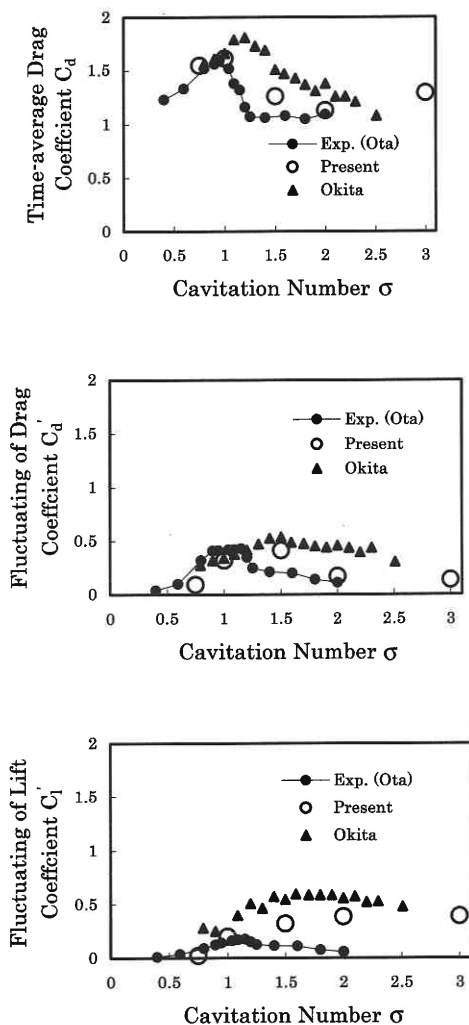 Time-average Drag
Coeffcient Cd
2
1.5
1
0.5
0
Exp. (Ota)
Present
Okita
0 0.5 1 1.5 2 2.5 3
Cavitation Number σ
Fluctuating of Drag
Coeffcient Cd'
2
1
0.5
0
Exp. (Ota)
Present
Okita
0 0.5 1 1.5 2 2.5 3
Cavitation Number σ
Fluctuating of Lift
Coeffcient Cl'
2
1
0.5
0
Exp. (Ota)
Present
Okita
0 0.5 1 1.5 2 2.5 3
Cavitation Number σ